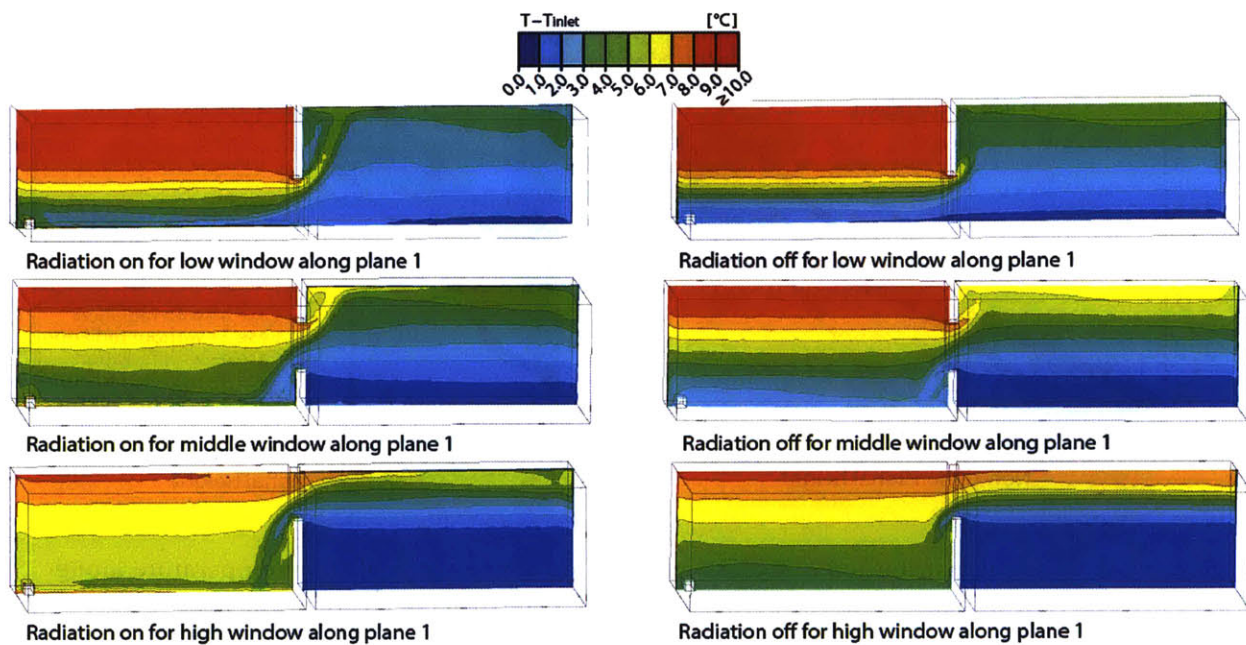 T-Tinlet [°C]
0.0 1.0 2.0 3.0 4.0 5.0 6.0 7.0 8.0 9.0 ≥10.0
Radiation on for low window along plane 1
Radiation off for low window along plane 1
Radiation on for middle window along plane 1
Radiation off for middle window along plane 1
Radiation on for high window along plane 1
Radiation off for high window along plane 1